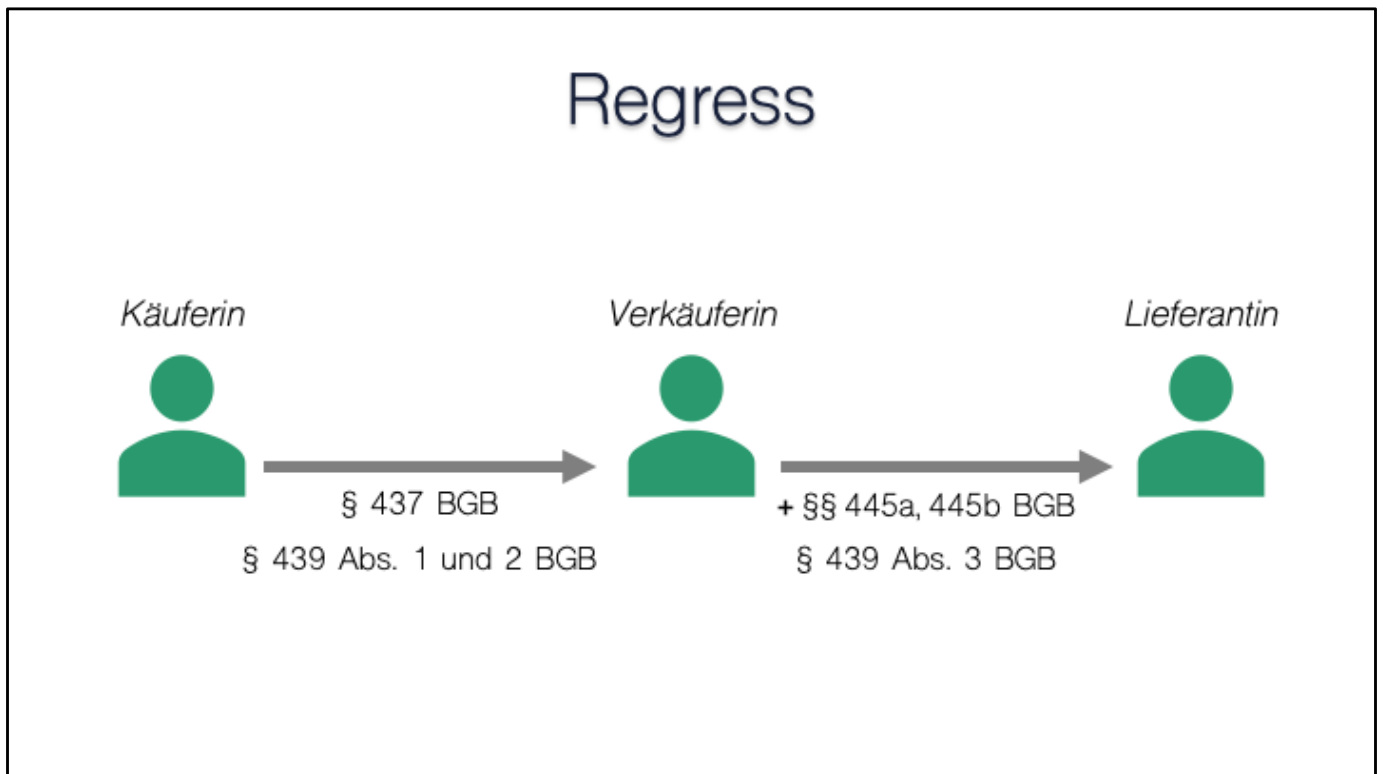 Regress
Käuferin
Verkäuferin
Lieferantin
§ 437 BGB
+ §§ 445a, 445b BGB
§ 439 Abs. 1 und 2 BGB
§ 439 Abs. 3 BGB